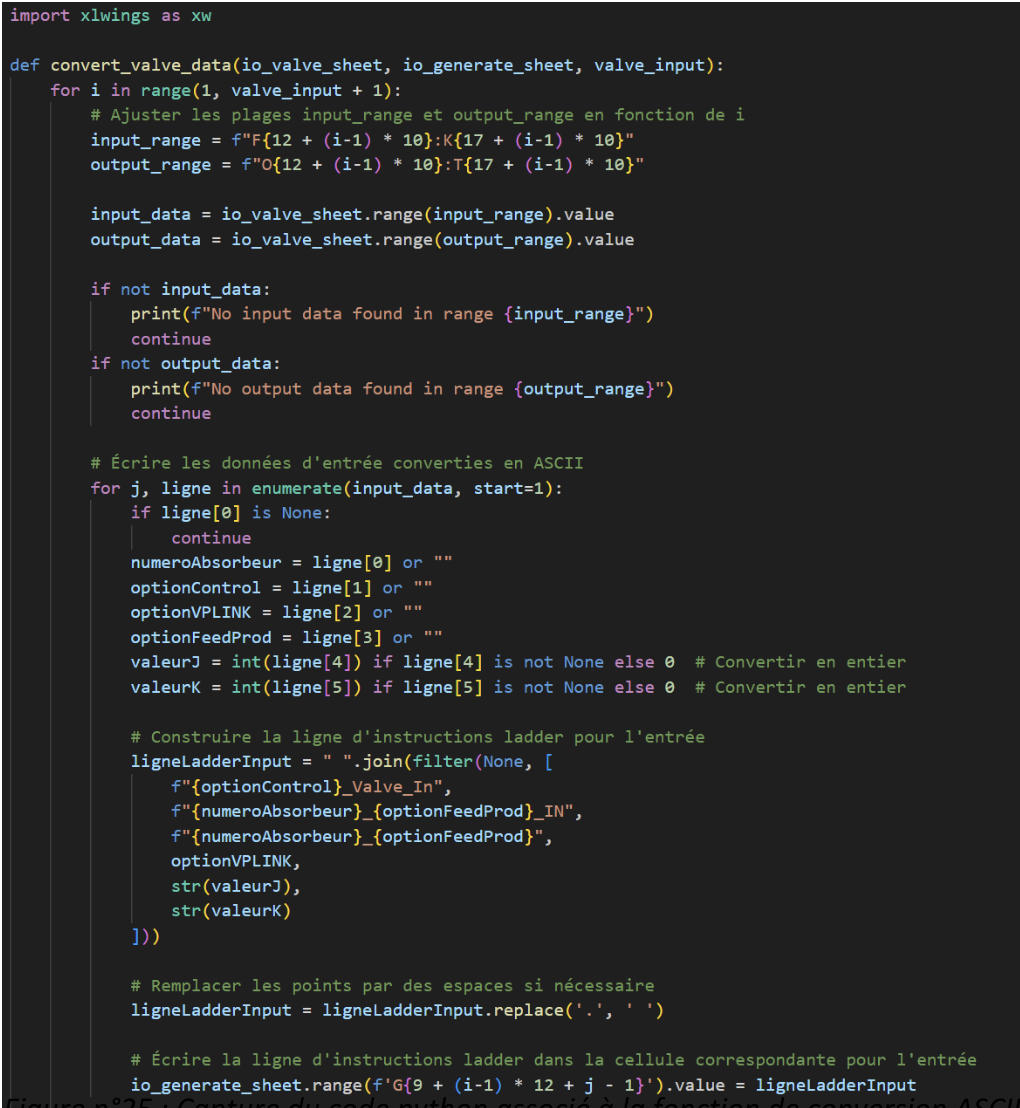 import xlwings as xw
def convert_valve_data(io_valve_sheet, io_generate_sheet, valve_input):
for i in range(1, valve_input + 1):
# Ajuster les plages input_range et output_range en fonction de i
input_range = f"F{12 + (i-1) * 10}:K{17 + (i-1) * 10}"
output_range = f"O{12 + (i-1) * 10}:T{17 + (i-1) * 10}"
input_data = io_valve_sheet.range(input_range).value
output_data = io_valve_sheet.range(output_range).value
if not input_data:
print(f"No input data found in range {input_range}")
continue
if not output_data:
print(f"No output data found in range {output_range}")
continue
# Écrire les données d'entrée converties en ASCII
for j, ligne in enumerate(input_data, start=1):
if ligne[0] is None:
continue
numeroAbsorbeur = ligne[0] or ""
optionControl = ligne[1] or ""
optionVPLINK = ligne[2] or ""
optionFeedProd = ligne[3] or ""
valeurJ = int(ligne[4]) if ligne[4] is not None else 0  # Convertir en entier
valeurK = int(ligne[5]) if ligne[5] is not None else 0  # Convertir en entier
# Construire la ligne d'instructions ladder pour l'entrée
ligneLadderInput = " ".join(filter(None, [
f"{optionControl}_Valve_In",
f"{numeroAbsorbeur}_{optionFeedProd}_IN",
f"{numeroAbsorbeur}_{optionFeedProd}",
optionVPLINK,
str(valeurJ),
str(valeurK)
]))
# Remplacer les points par des espaces si nécessaire
ligneLadderInput = ligneLadderInput.replace('.', ' ')
# Écrire la ligne d'instructions ladder dans la cellule correspondante pour l'entrée
io_generate_sheet.range(f'G{9 + (i-1) * 12 + j - 1}').value = ligneLadderInput
Figure n°25 : Capture du code python associé à la fonction de conversion ASCII